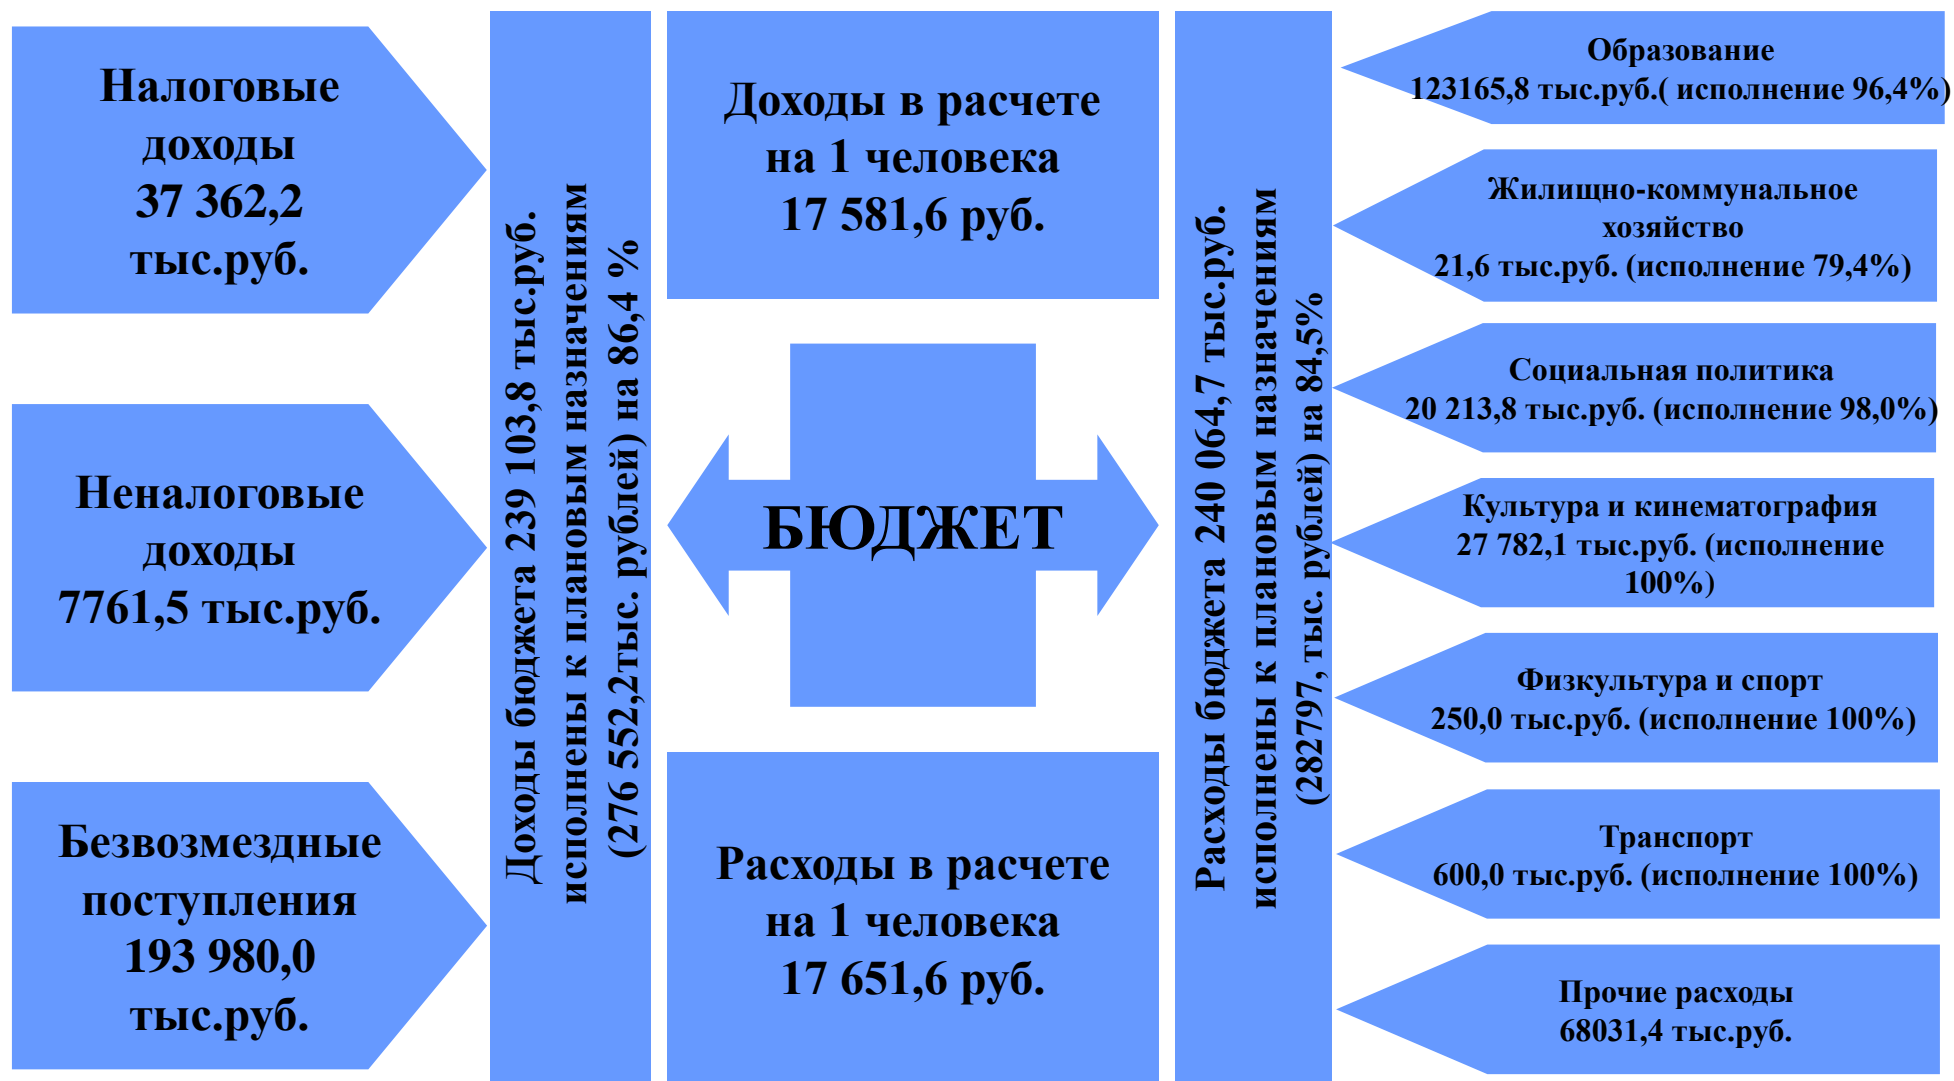 Налоговые
доходы
37 362,2
тыс.руб.
Неналоговые
доходы
7761,5 тыс.руб.
Безвозмездные
поступления
193 980,0
тыс.руб.
Доходы бюджета 239 103,8 тыс.руб.
исполнены к плановым назначениям
(276 552,2тыс. рублей) на 86,4 %
Доходы в расчете
на 1 человека
17 581,6 руб.
БЮДЖЕТ
Расходы в расчете
на 1 человека
17 651,6 руб.
Расходы бюджета 240 064,7 тыс.руб.
исполнены к плановым назначениям
(282797, тыс. рублей) на 84,5%
Образование
123165,8 тыс.руб.( исполнение 96,4%)
Жилищно-коммунальное
хозяйство
21,6 тыс.руб. (исполнение 79,4%)
Социальная политика
20 213,8 тыс.руб. (исполнение 98,0%)
Культура и кинематография
27 782,1 тыс.руб. (исполнение
100%)
Физкультура и спорт
250,0 тыс.руб. (исполнение 100%)
Транспорт
600,0 тыс.руб. (исполнение 100%)
Прочие расходы
68031,4 тыс.руб.